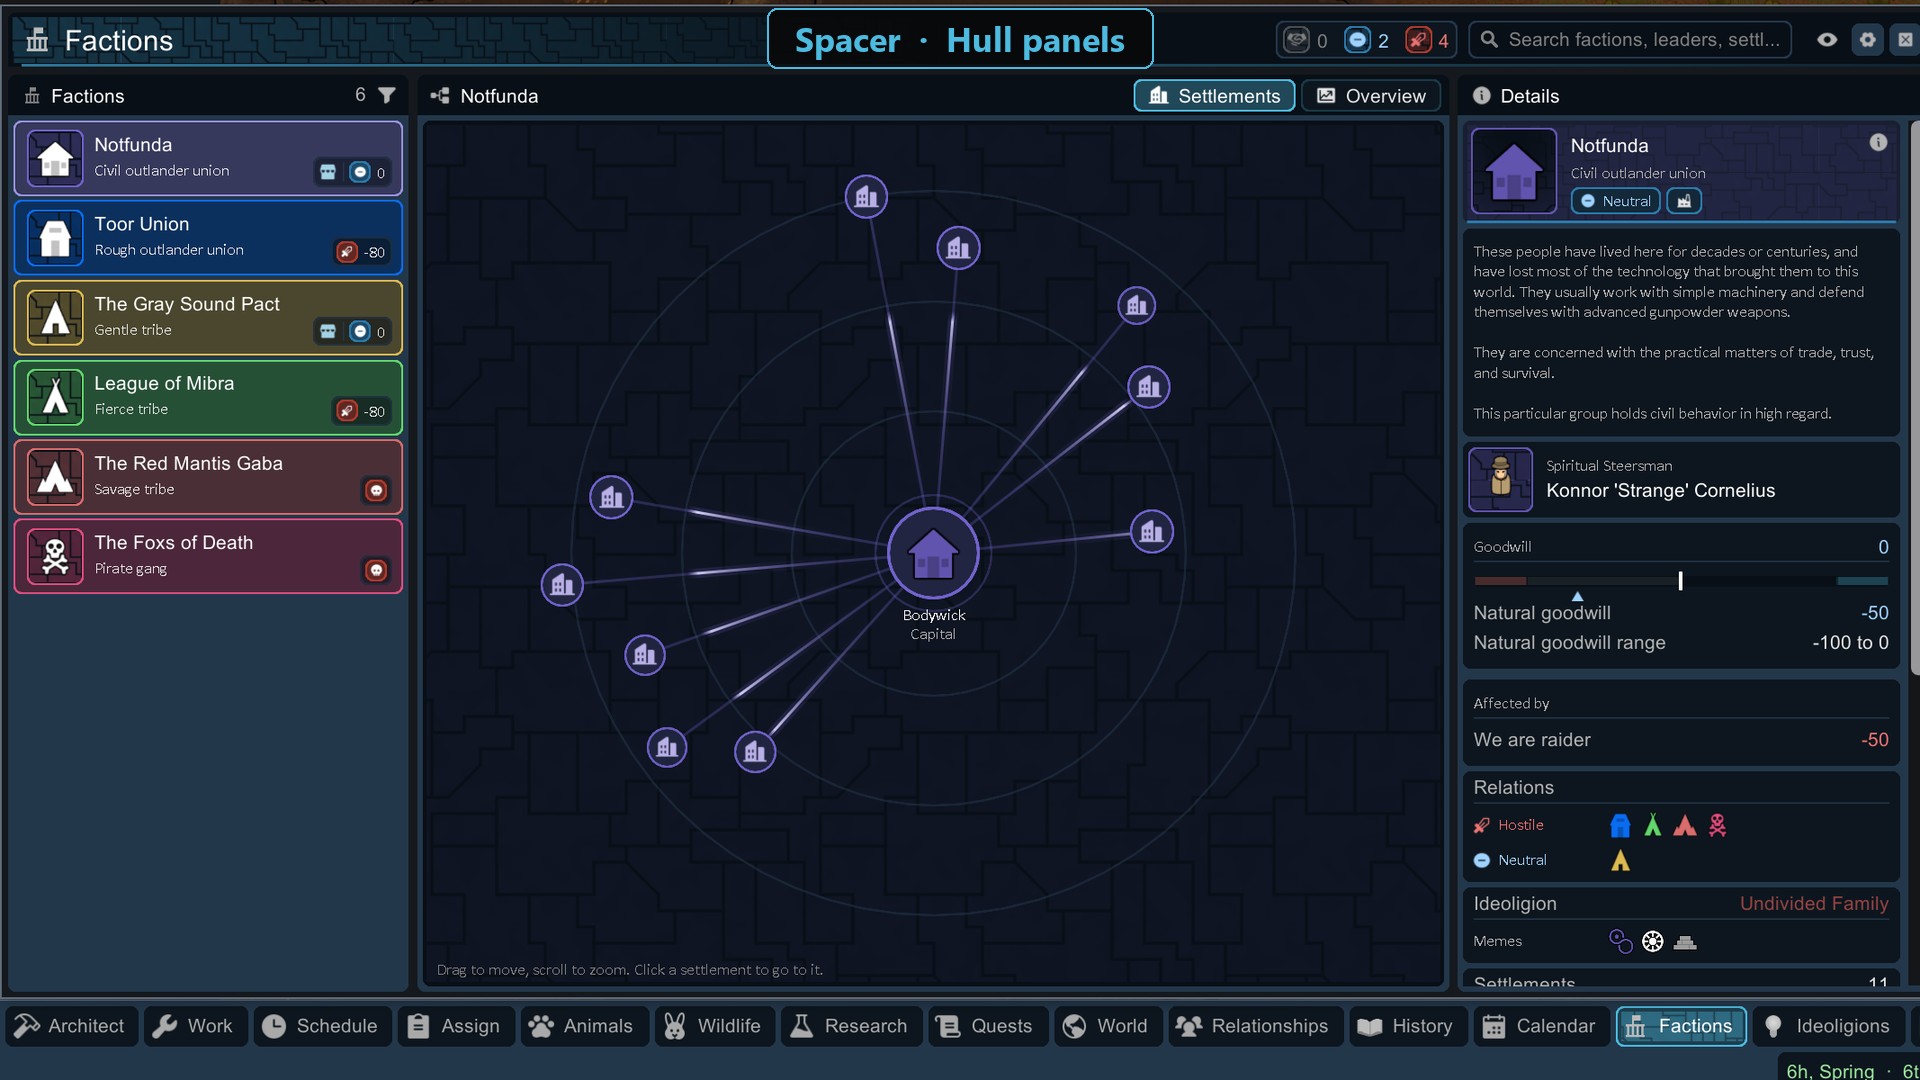 Factions
Spacer · Hull panels
0 2 4
Search factions, leaders, settl...
Factions 6
Notfunda
Civil outlander union
0
Toor Union
Rough outlander union
-80
The Gray Sound Pact
Gentle tribe
0
League of Mibra
Fierce tribe
-80
The Red Mantis Gaba
Savage tribe
The Foxs of Death
Pirate gang
Notfunda
Settlements
Overview
Bodywick
Capital
Drag to move, scroll to zoom. Click a settlement to go to it.
Details
Notfunda
Civil outlander union
Neutral
These people have lived here for decades or centuries, and
have lost most of the technology that brought them to this
world. They usually work with simple machinery and defend
themselves with advanced gunpowder weapons.
They are concerned with the practical matters of trade, trust,
and survival.
This particular group holds civil behavior in high regard.
Spiritual Steersman
Konnor 'Strange' Cornelius
Goodwill 0
Natural goodwill -50
Natural goodwill range -100 to 0
Affected by
We are raider -50
Relations
Hostile
Neutral
Ideoligion Undivided Family
Memes
Settlements 11
Architect
Work
Schedule
Assign
Animals
Wildlife
Research
Quests
World
Relationships
History
Calendar
Factions
Ideoligions
6h, Spring · 6t